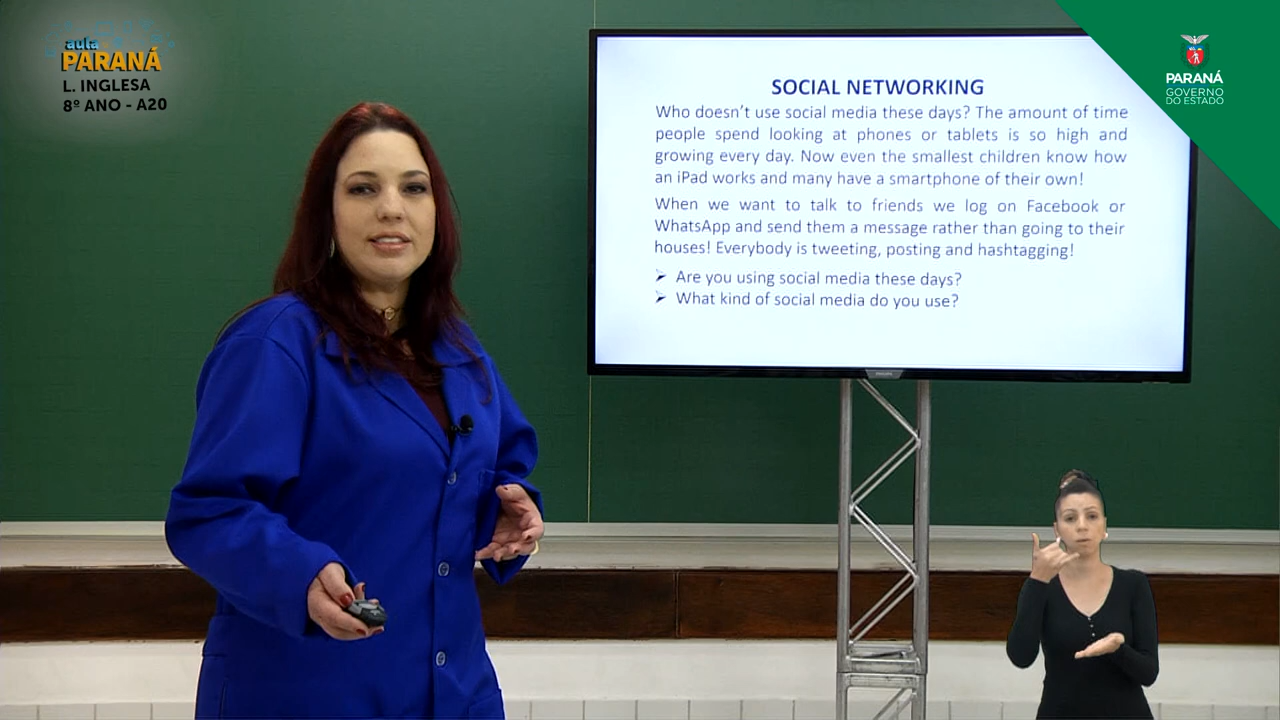 aula
PARANÁ
L. INGLESA
8º ANO - A20
PARANÁ
GOVERNO
DO ESTADO
SOCIAL NETWORKING
Who doesn't use social media these days? The amount of time
people spend looking at phones or tablets is so high and
growing every day. Now even the smallest children know how
an iPad works and many have a smartphone of their own!
When we want to talk to friends we log on Facebook or
WhatsApp and send them a message rather than going to their
houses! Everybody is tweeting, posting and hashtagging!
➢ Are you using social media these days?
➢ What kind of social media do you use?